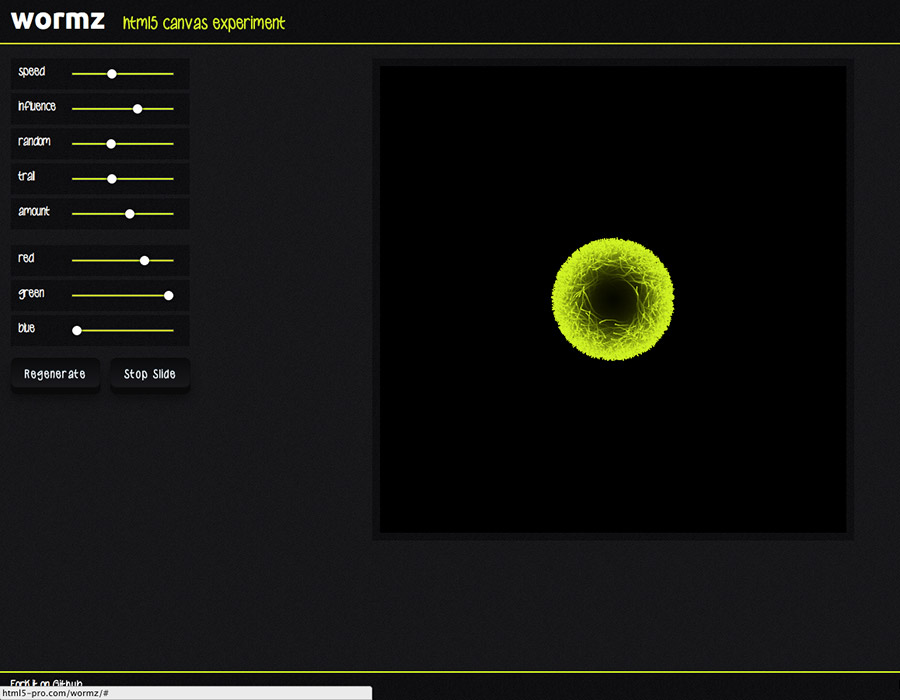 wormz html5 canvas experiment
speed
influence
random
trail
amount
red
green
blue
Regenerate Stop Slide
Fork it on Github
html5-pro.com/wormz/#